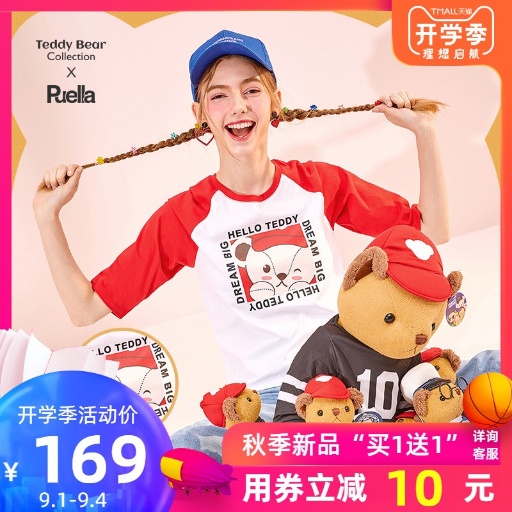 Teddy Bear
Collection
X
Puella
TMALL天猫
开学季
理想启航
HELLO TEDDY
DREAM BIG
DREAM BIG
HELLO TEDDY
HELLO TEDDY
DREAM BIG
10
开学季活动价
¥169
9.1-9.4
秋季新品“买1送1”
详询
客服
用券立减 10 元